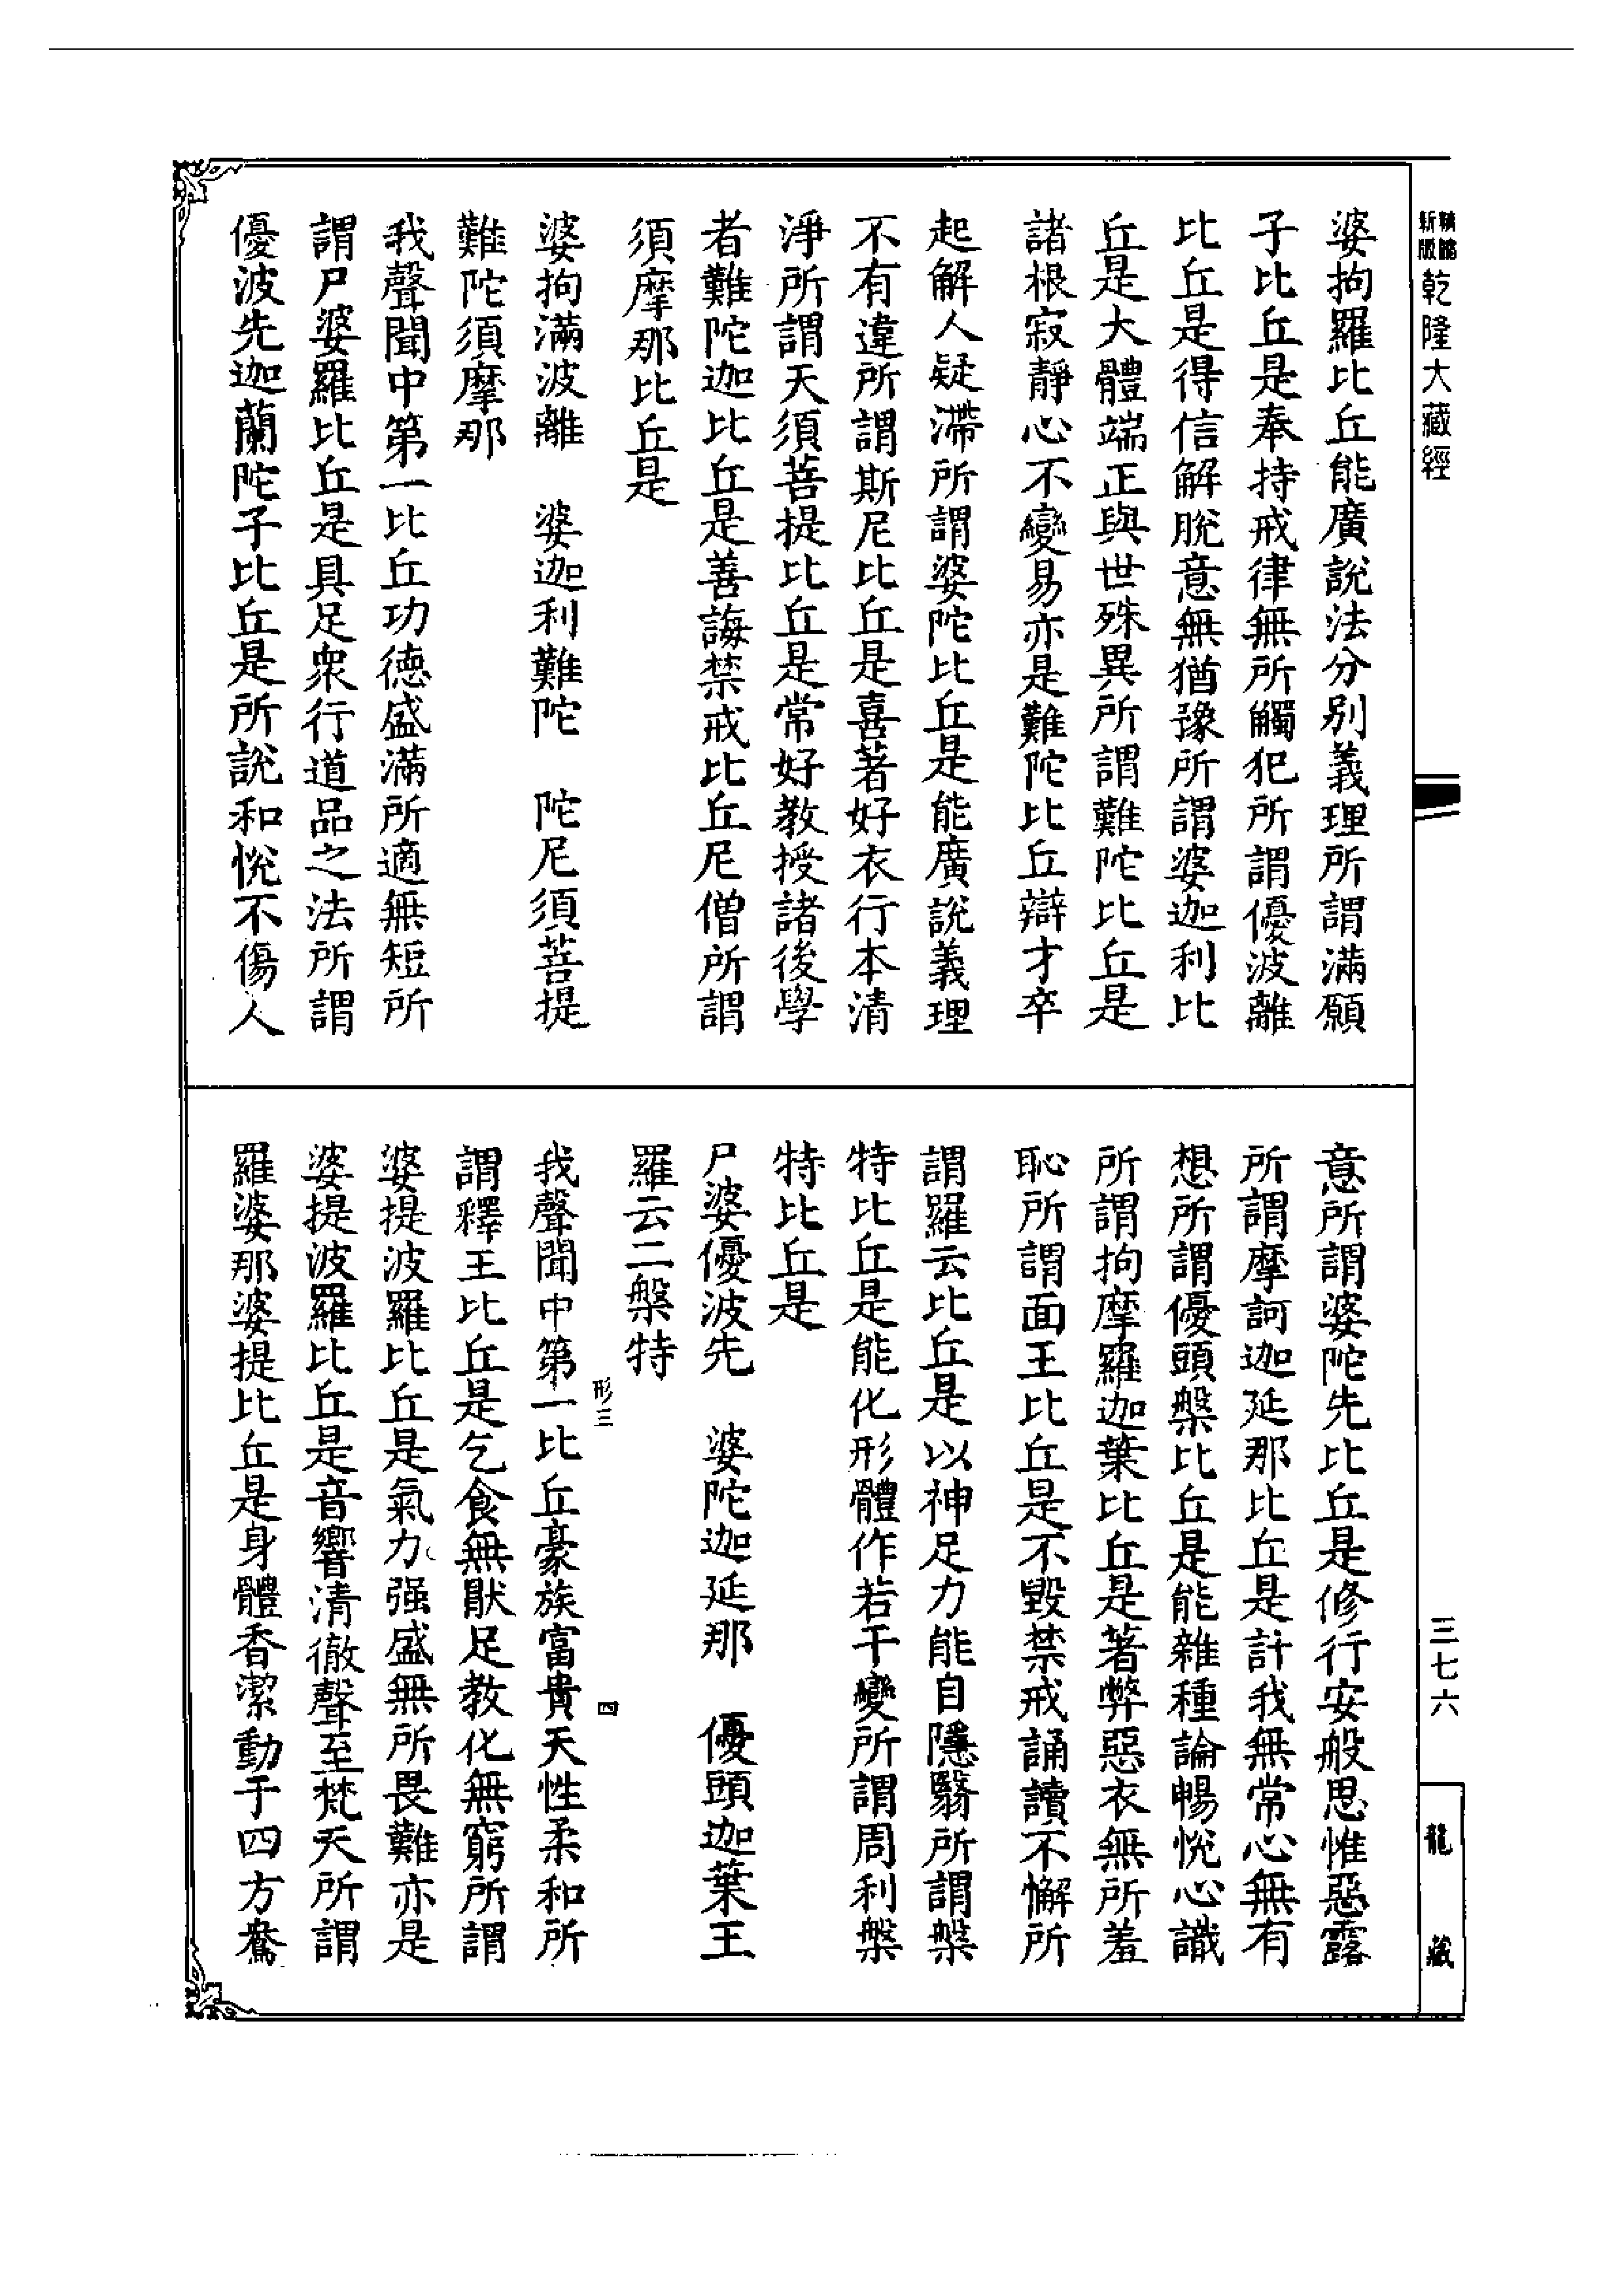 精縮
新版
乾隆大藏經
三七六
龍藏
婆拘羅比丘能廣說法分別義理所謂滿願
子比丘是奉持戒律無所觸犯所謂優波離
比丘是得信解脫意無猶豫所謂婆迦利比
丘是大體端正與世殊異所謂難陀比丘是
諸根寂靜心不變易亦是難陀比丘辯才卒
起解人疑滯所謂婆陀比丘是能廣說義理
不有違所謂斯尼比丘是喜著好衣行本清
淨所謂天須菩提比丘是常好教授諸後學
者難陀迦比丘是善誨禁戒比丘尼僧所謂
須摩那比丘是
婆拘滿波離　婆迦利難陀　陀尼須菩提
難陀須摩那
我聲聞中第一比丘功德盛滿所適無短所
謂尸婆羅比丘是具足衆行道品之法所謂
優波先迦蘭陀子比丘是所說和悅不傷人
意所謂婆陀先比丘是修行安般思惟惡露
所謂摩訶迦延那比丘是計我無常心無有
想所謂優頭槃比丘是能雜種論暢悅心識
所謂拘摩羅迦葉比丘是著弊惡衣無所羞
恥所謂面王比丘是不毀禁戒誦讀不懈所
謂羅云比丘是以神足力能自隱翳所謂槃
特比丘是能化形體作若干變所謂周利槃
特比丘是
尸婆優波先　婆陀迦延那　優頭迦葉王
羅云二槃特
形三　四
我聲聞中第一比丘豪族富貴天性柔和所
謂釋王比丘是乞食無猒足教化無窮所謂
婆提波羅比丘是氣力强盛無所畏難亦是
婆提波羅比丘是音響清徹聲至梵天所謂
羅婆那婆提比丘是身體香潔動于四方鴦